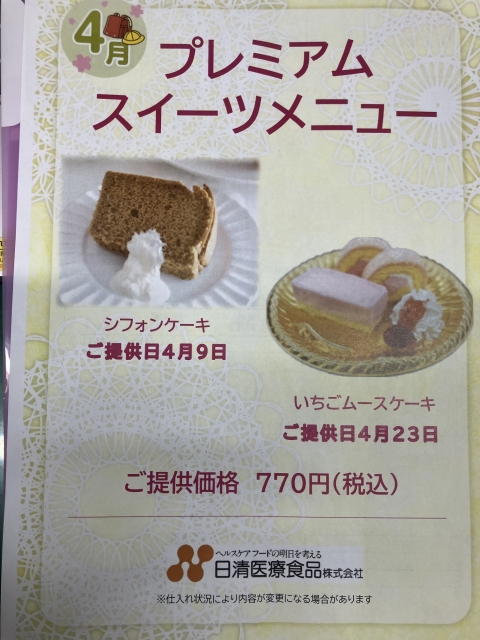 4月
プレミアム
スイーツメニュー
シフォンケーキ
ご提供日4月9日
いちごムースケーキ
ご提供日4月23日
ご提供価格 770円(税込)
ヘルスケアフードの明日を考える
日清医療食品株式会社
※仕入れ状況により内容が変更になる場合があります